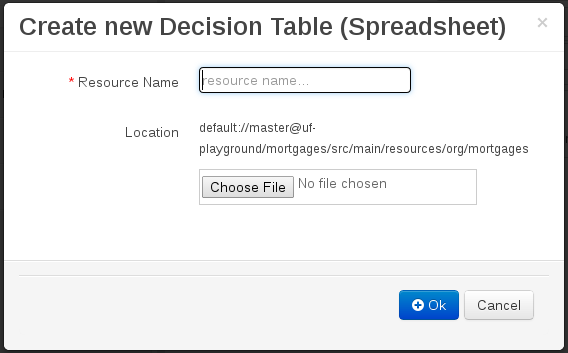 Create new Decision Table (Spreadsheet)
×
* Resource Name
resource name...
Location
default://master@uf-
playground/mortgages/src/main/resources/org/mortgages
Choose File No file chosen
Ok
Cancel